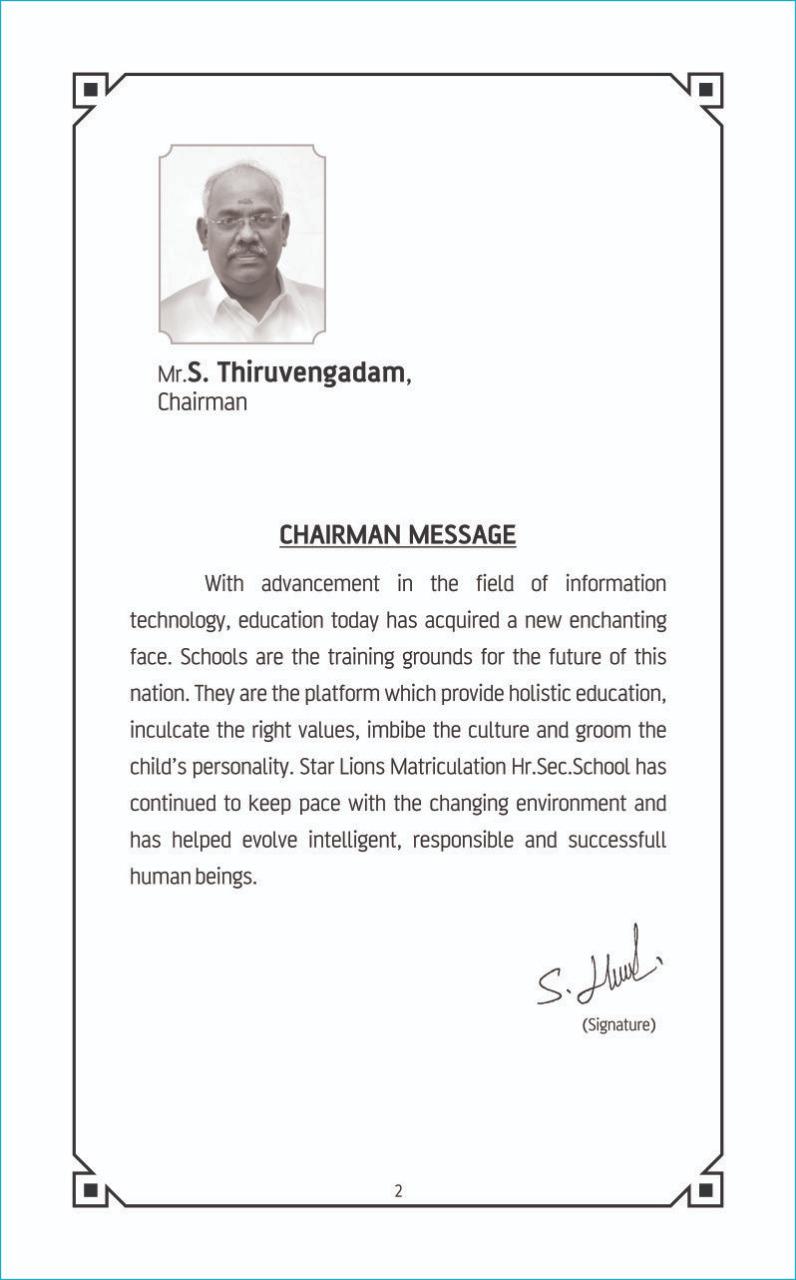 Mr.S. Thiruvengadam,
Chairman
CHAIRMAN MESSAGE
With advancement in the field of information
technology, education today has acquired a new enchanting
face. Schools are the training grounds for the future of this
nation. They are the platform which provide holistic education,
inculcate the right values, imbibe the culture and groom the
child's personality. Star Lions Matriculation Hr.Sec.School has
continued to keep pace with the changing environment and
has helped evolve intelligent, responsible and successfull
human beings.
(Signature)
2